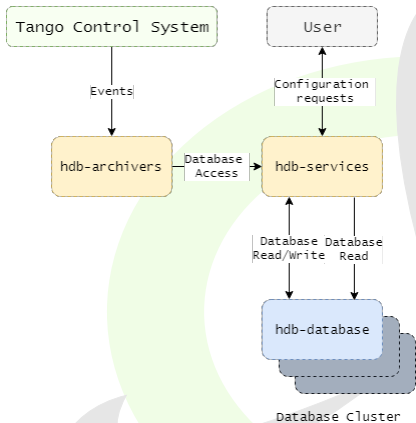 Tango Control System
User
Events
Configuration
requests
hdb-archivers
Database
Access
hdb-services
Database
Read/Write
Database
Read
hdb-database
Database Cluster